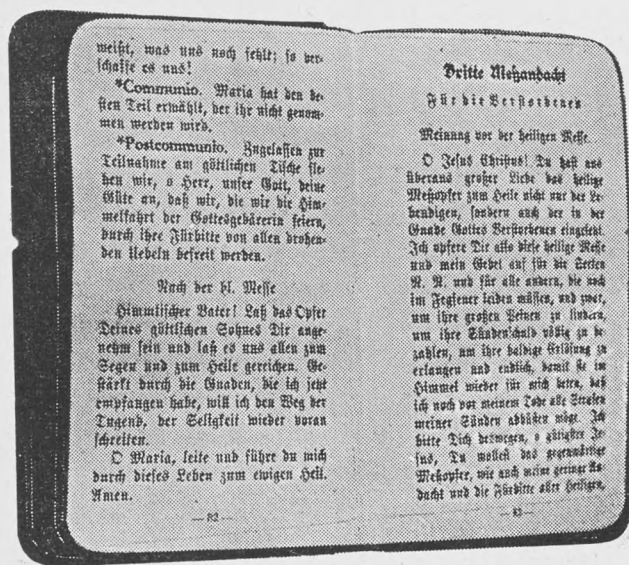 weißt, was uns noch fehlt; so ver-
schaffe es uns!
*Communio. Maria hat den be-
sten Teil erwählt, der ihr nicht genom-
men werden wird.
*Postcommunio. Zugelassen zur
Teilnahme am göttlichen Tische fle-
hen wir, o Herr, unser Gott, deine
Güte an, daß wir, die wir die Him-
melfahrt der Gottesgebärerin feiern,
durch ihre Fürbitte von allen drohen-
den Uebeln befreit werden.
Nach der hl. Messe
Himmlischer Vater! Laß das Opfer
Deines göttlichen Sohnes Dir ange-
nehm sein und laß es uns allen zum
Segen und zum Heile gereichen. Ge-
stärkt durch die Gnaden, die ich jetzt
empfangen habe, will ich den Weg der
Tugend, der Seligkeit wieder voran
schreiten.
O Maria, leite und führe du mich
durch dieses Leben zum ewigen Heil.
Amen.
— 82 —
Dritte Meßandacht
Für die Verstorbenen
Meinung vor der heiligen Messe.
O Jesus Christus! Du hast aus
überaus großer Liebe das heilige
Meßopfer zum Heile nicht nur der Le-
bendigen, sondern auch der in der
Gnade Gottes Verstorbenen eingesetzt.
Ich opfere Dir also diese heilige Messe
und mein Gebet auf für die Seelen
N. N. und für alle andern, die noch
im Fegfeuer leiden müssen, und zwar,
um ihre großen Peinen zu lindern,
um ihre Sündenschuld völlig zu be-
zahlen, um ihre baldige Erlösung zu
erlangen und endlich, damit sie im
Himmel wieder für mich beten, daß
ich noch vor meinem Tode alle Strafen
meiner Sünden abbüßen möge. Ich
bitte Dich deswegen, o gütigster Je-
sus, Du wollest das gegenwärtige
Meßopfer, wie auch meine geringe An-
dacht und die Fürbitte aller Heiligen,
— 83 —